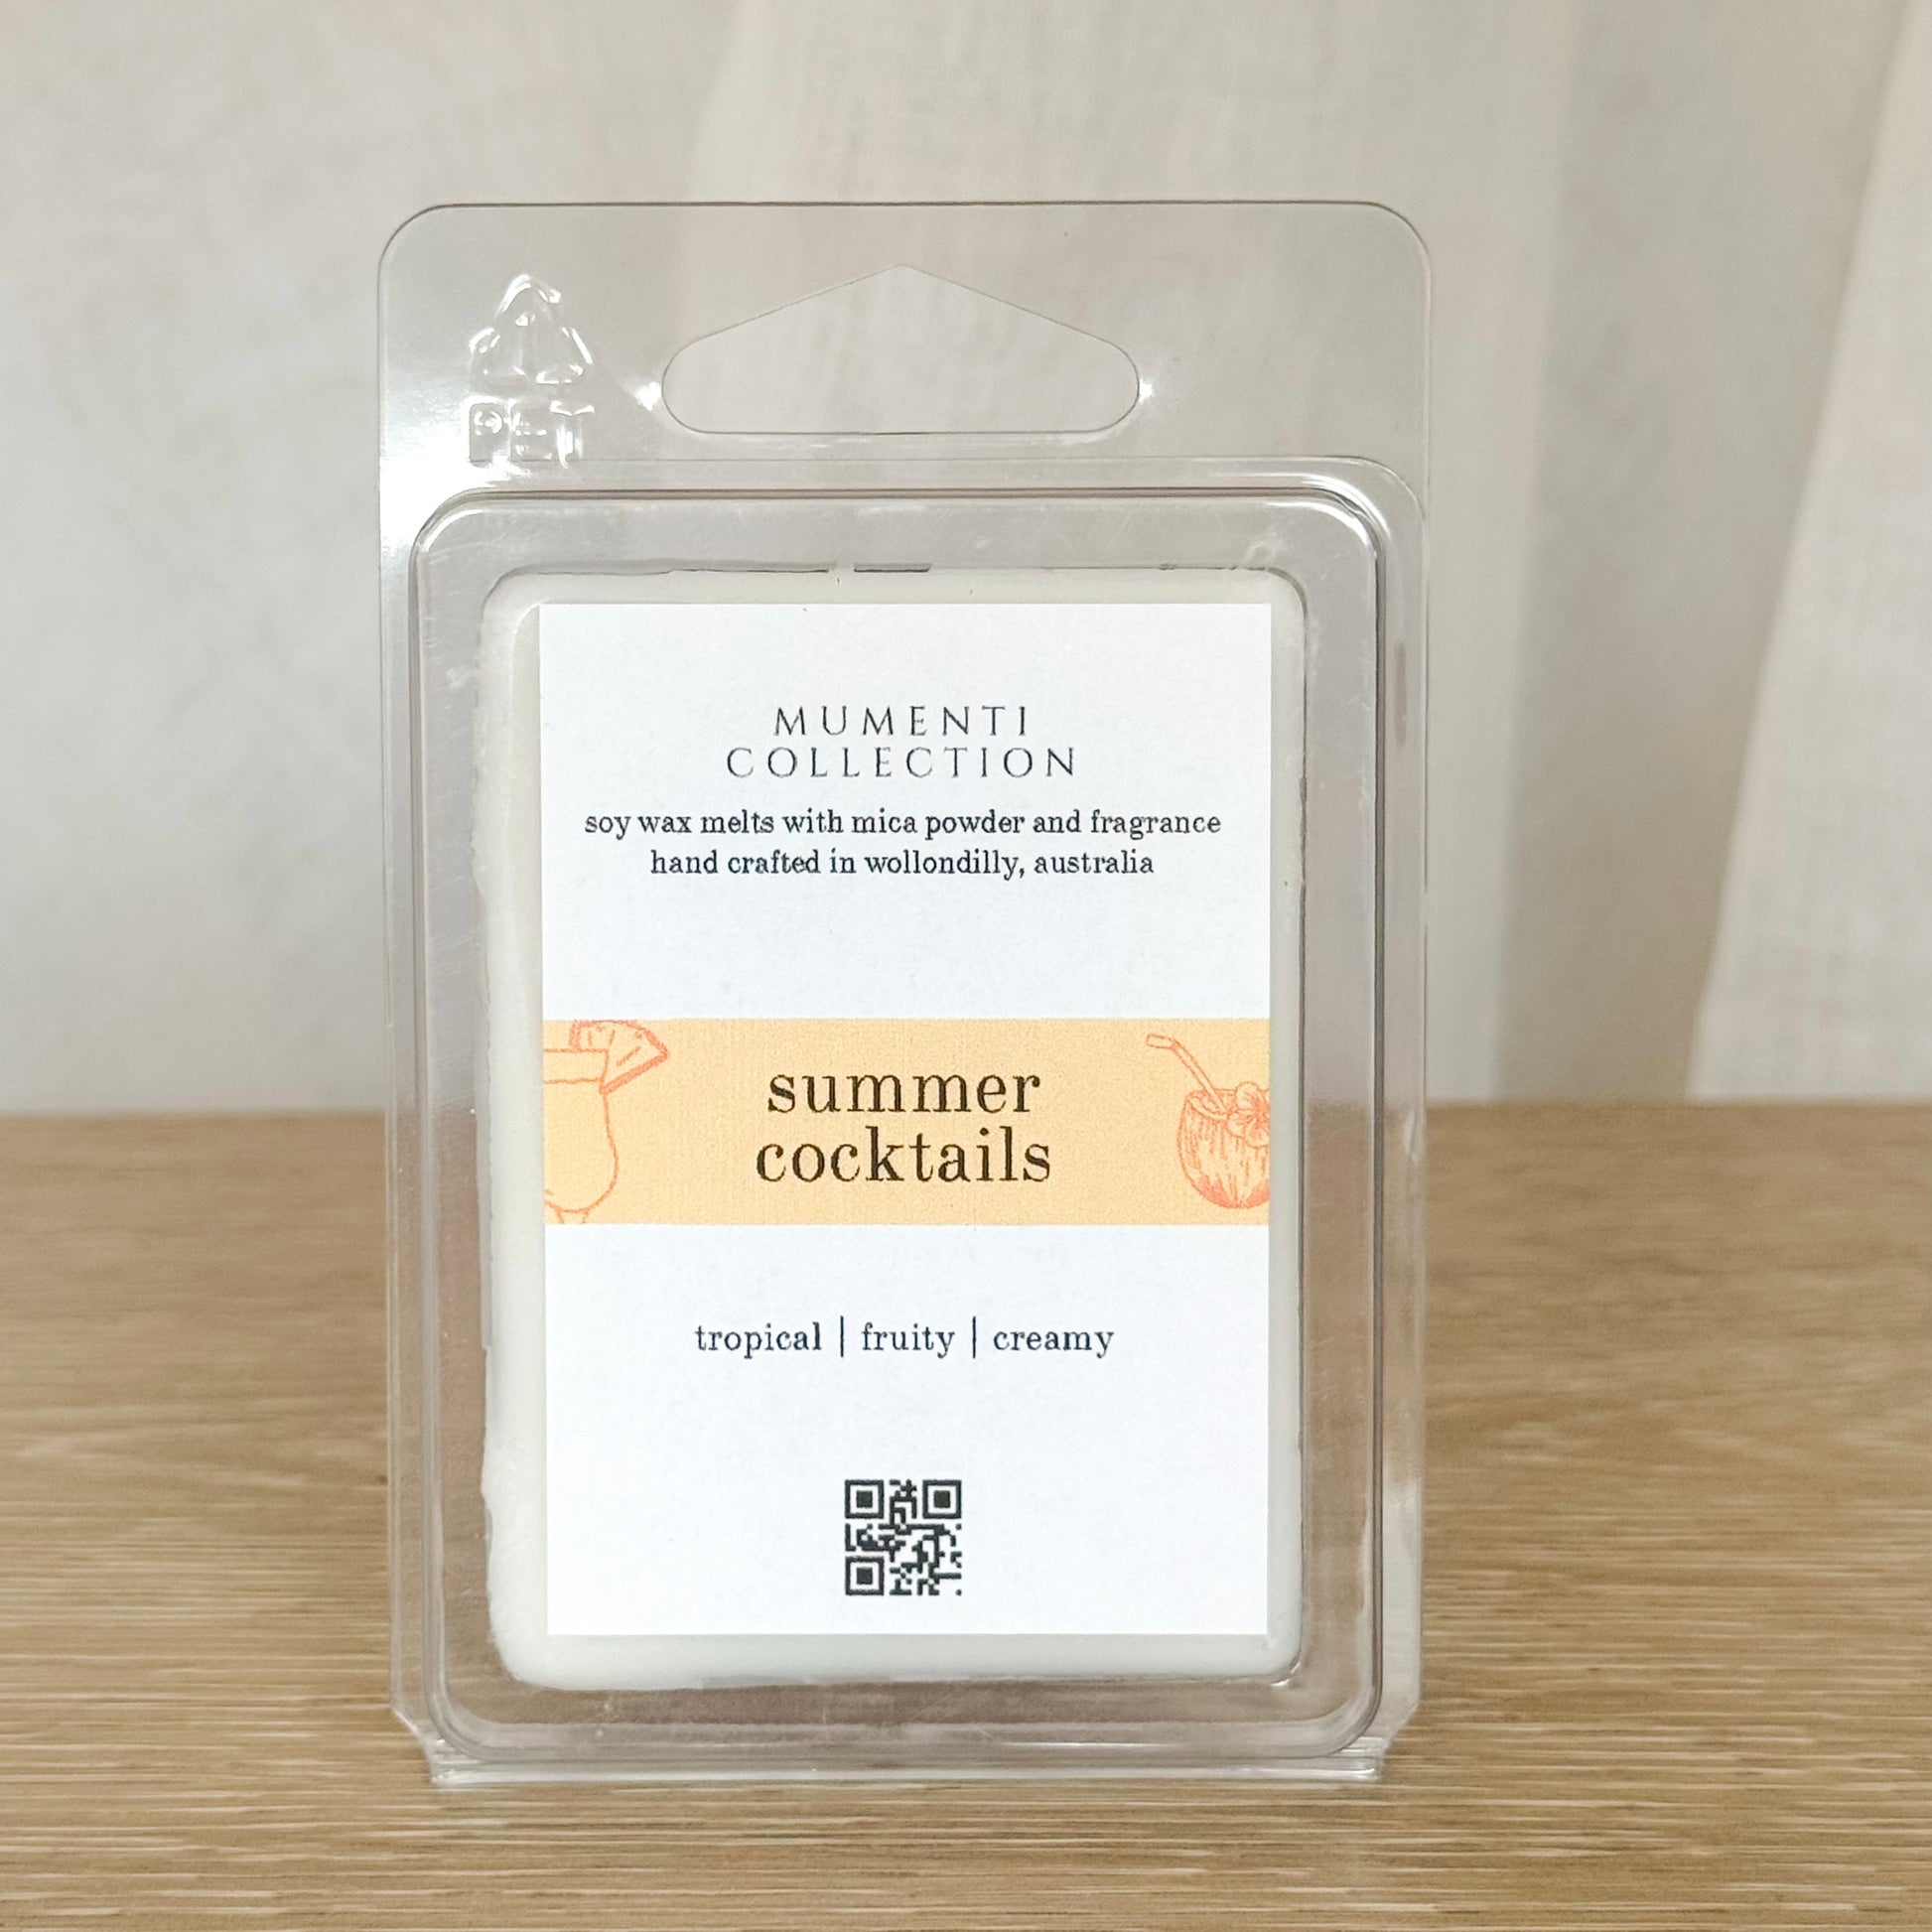 PET
MUMENTI
COLLECTION
soy wax melts with mica powder and fragrance
hand crafted in wollondilly, australia
summer
cocktails
tropical | fruity | creamy